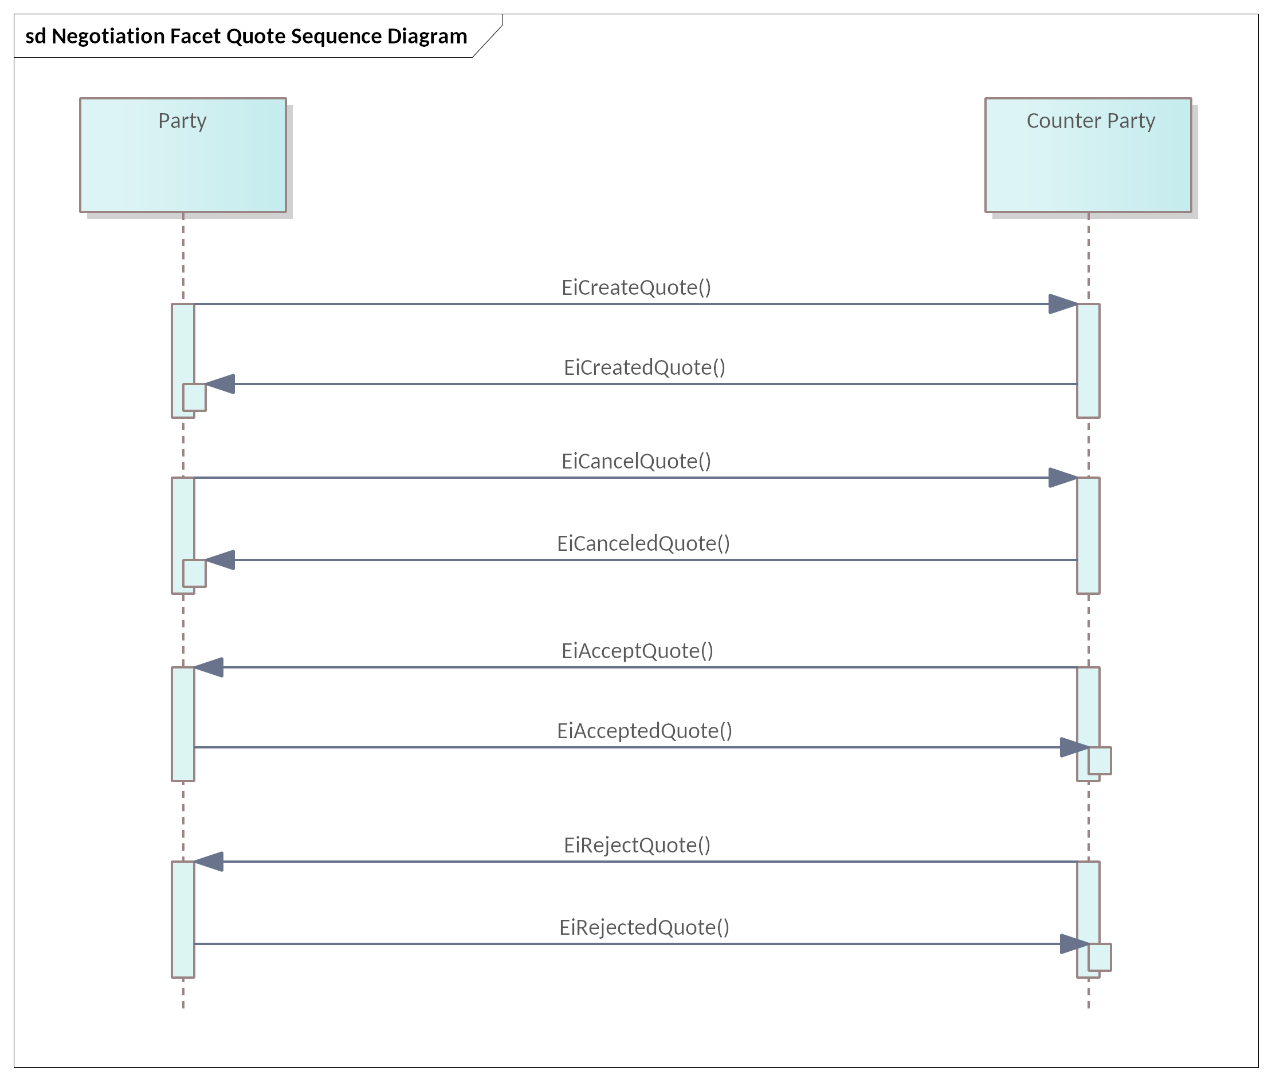 sd Negotiation Facet Quote Sequence Diagram
Party
Counter Party
EiCreateQuote()
EiCreatedQuote()
EiCancelQuote()
EiCanceledQuote()
EiAcceptQuote()
EiAcceptedQuote()
EiRejectQuote()
EiRejectedQuote()